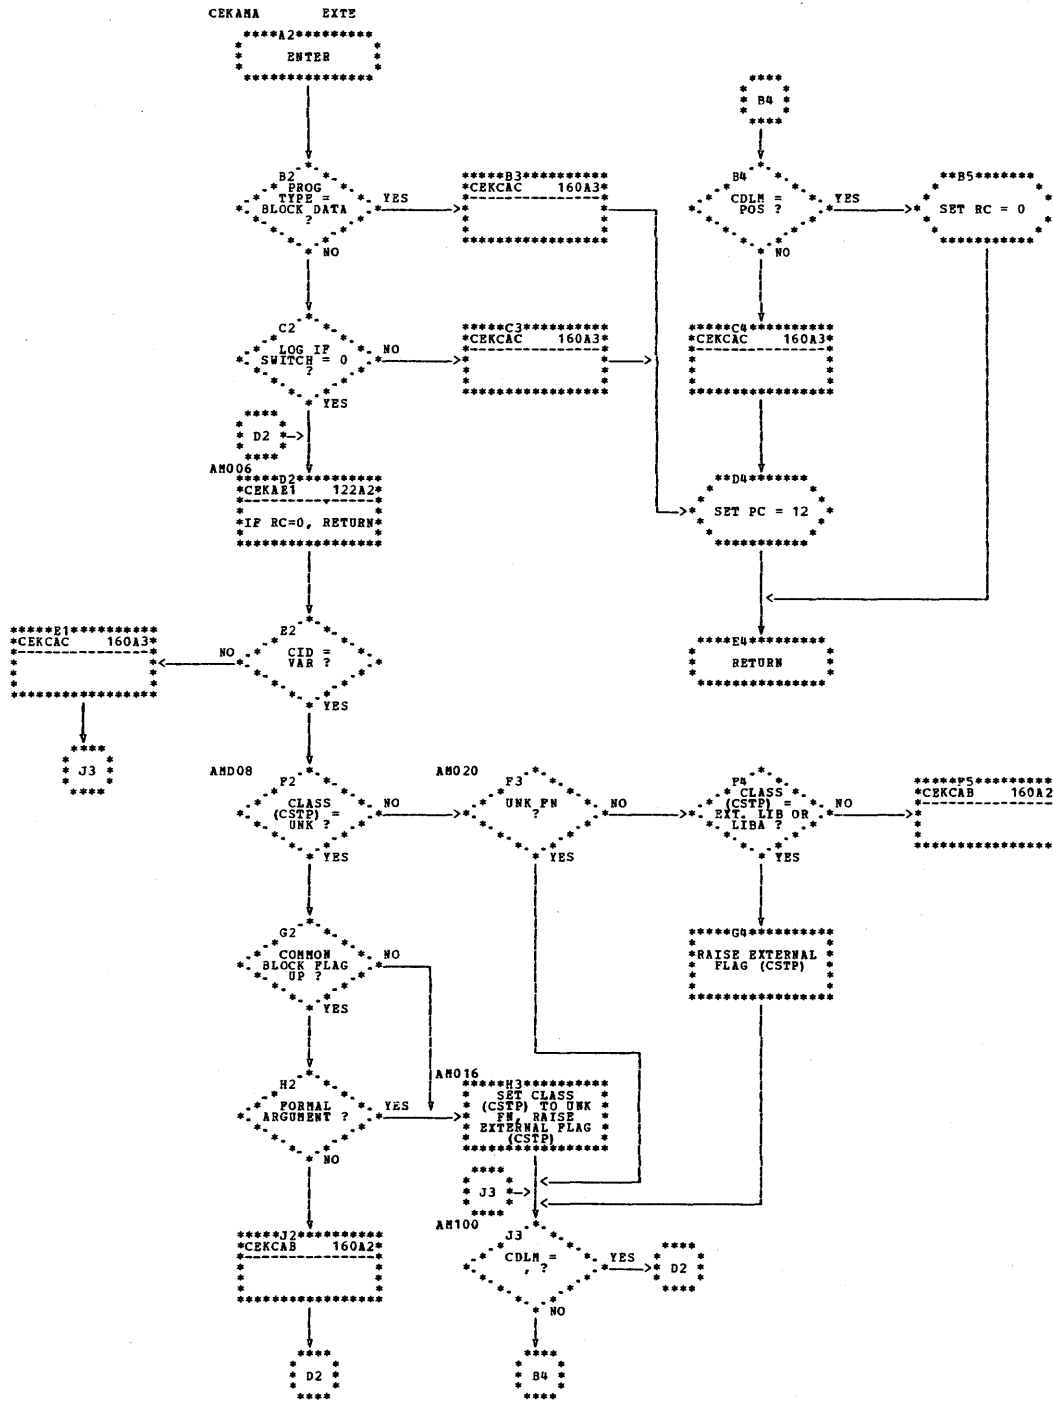 CEKAMA EXTE
****A2*********
ENTER
B4
B2
PROG
TYPE =
BLOCK DATA
?
YES
NO
*****B3**********
*CEKCAC 160A3*
B4
CDLM =
POS ?
YES
NO
**B5*******
SET RC = 0
C2
LOG IF
SWITCH = 0
?
NO
YES
*****C3**********
*CEKCAC 160A3*
*****C4**********
*CEKCAC 160A3*
D2
AM006
*****D2**********
*CEKAE1 122A2*
*IF RC=0, RETURN*
**D4*******
SET PC = 12
*****E1**********
*CEKCAC 160A3*
E2
CID =
VAR ?
NO
YES
****E4*********
RETURN
J3
AMD08
F2
CLASS
(CSTP) =
UNK ?
NO
YES
AM020
F3
UNK FN
?
NO
YES
F4
CLASS
(CSTP) =
EXT. LIB OR
LIBA ?
NO
YES
*****F5**********
*CEKCAB 160A2
G2
COMMON
BLOCK FLAG
UP ?
NO
YES
*****G4**********
*RAISE EXTERNAL
FLAG (CSTP)
H2
FORMAL
ARGUMENT ?
YES
NO
AM016
*****H3**********
SET CLASS
(CSTP) TO UNK
FN, RAISE
EXTERNAL FLAG
(CSTP)
J3
*****J2**********
*CEKCAB 160A2*
AM100
J3
CDLM =
, ?
YES
NO
D2
D2
B4